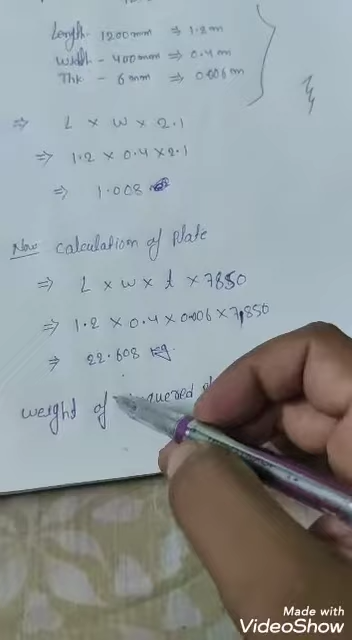 Length- 1200mm ⇒ 1.2m
Width - 400mm ⇒ 0.4m
Thk - 6mm ⇒ 0.006m
⇒ L × W × 2.1
⇒ 1.2 × 0.4 × 2.1
⇒ 1.008
Now calculation of Plate
⇒ L × W × t × 7850
⇒ 1.2 × 0.4 × 0.006 × 7,850
⇒ 22.608 kg
weight of
Made with
VideoShow